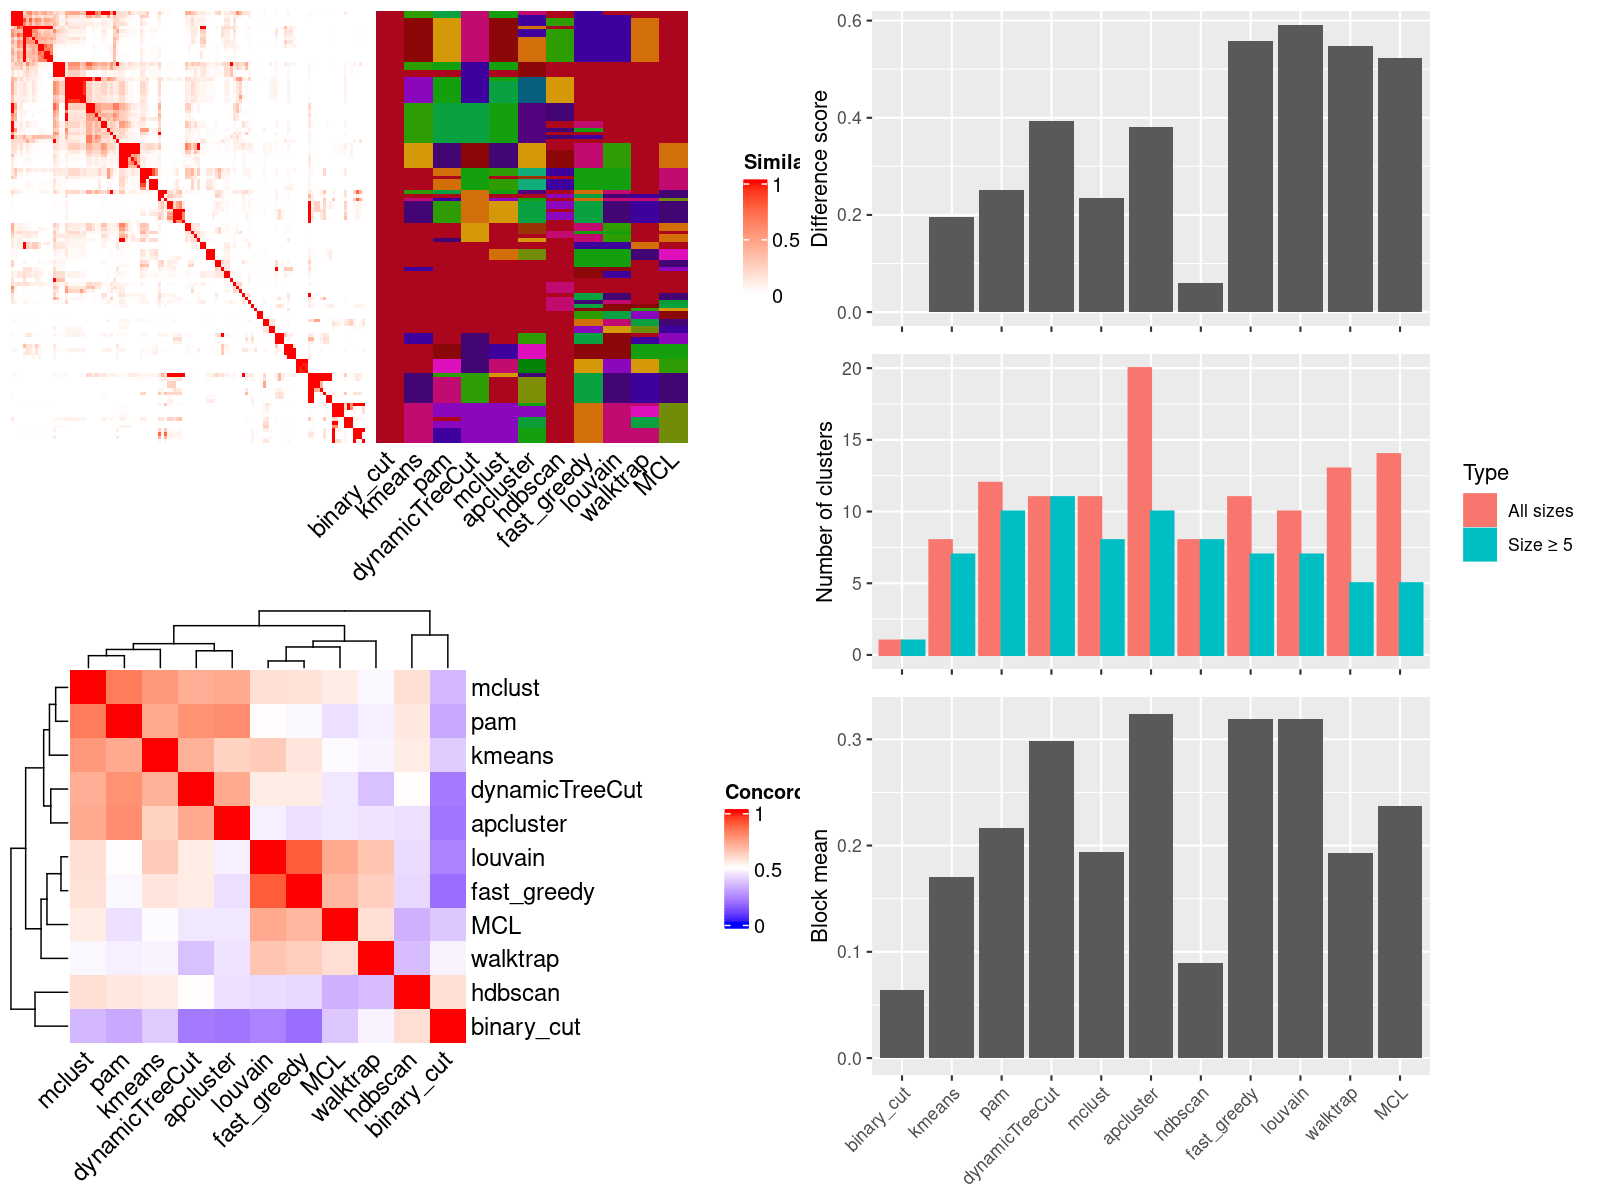 Simila
1
0.5
0
binary_cut
kmeans
pam
dynamicTreeCut
mclust
apcluster
hdbscan
fast_greedy
louvain
walktrap
MCL
Difference score
0.6
0.4
0.2
0.0
Number of clusters
20
15
10
5
0
Type
All sizes
Size ≥ 5
mclust
pam
kmeans
dynamicTreeCut
apcluster
louvain
fast_greedy
MCL
walktrap
hdbscan
binary_cut
mclust
pam
kmeans
dynamicTreeCut
apcluster
louvain
fast_greedy
MCL
walktrap
hdbscan
binary_cut
Concord
1
0.5
0
Block mean
0.3
0.2
0.1
0.0
binary_cut
kmeans
pam
dynamicTreeCut
mclust
apcluster
hdbscan
fast_greedy
louvain
walktrap
MCL